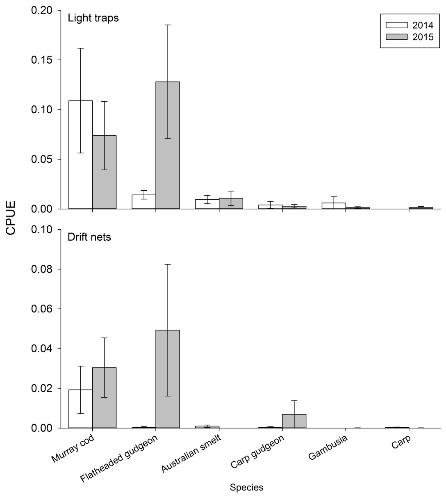 Light traps
2014
2015
0.20
0.15
0.10
0.05
0.00
CPUE
Drift nets
0.10
0.08
0.06
0.04
0.02
0.00
Murray cod
Flatheaded gudgeon
Australian smelt
Carp gudgeon
Gambusia
Carp
Species